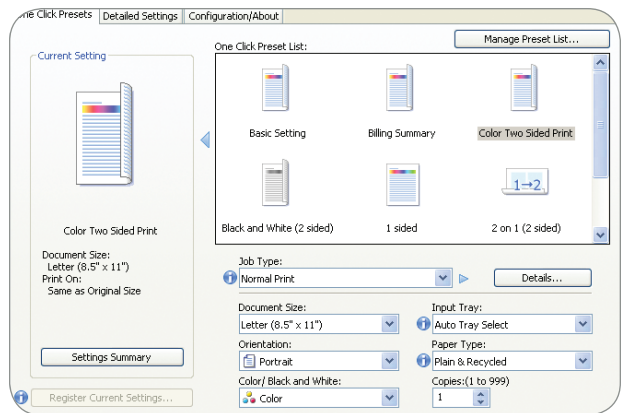 One Click Presets Detailed Settings Configuration/About
Manage Preset List...
Current Setting
One Click Preset List:
Basic Setting Billing Summary Color Two Sided Print
1→2
Black and White (2 sided) 1 sided 2 on 1 (2 sided)
Color Two Sided Print
Document Size:
Letter (8.5" x 11")
Print On:
Same as Original Size
Settings Summary
Register Current Settings...
Job Type:
Normal Print Details...
Document Size: Input Tray:
Letter (8.5" x 11") Auto Tray Select
Orientation: Paper Type:
Portrait Plain & Recycled
Color/ Black and White: Copies:(1 to 999)
Color 1